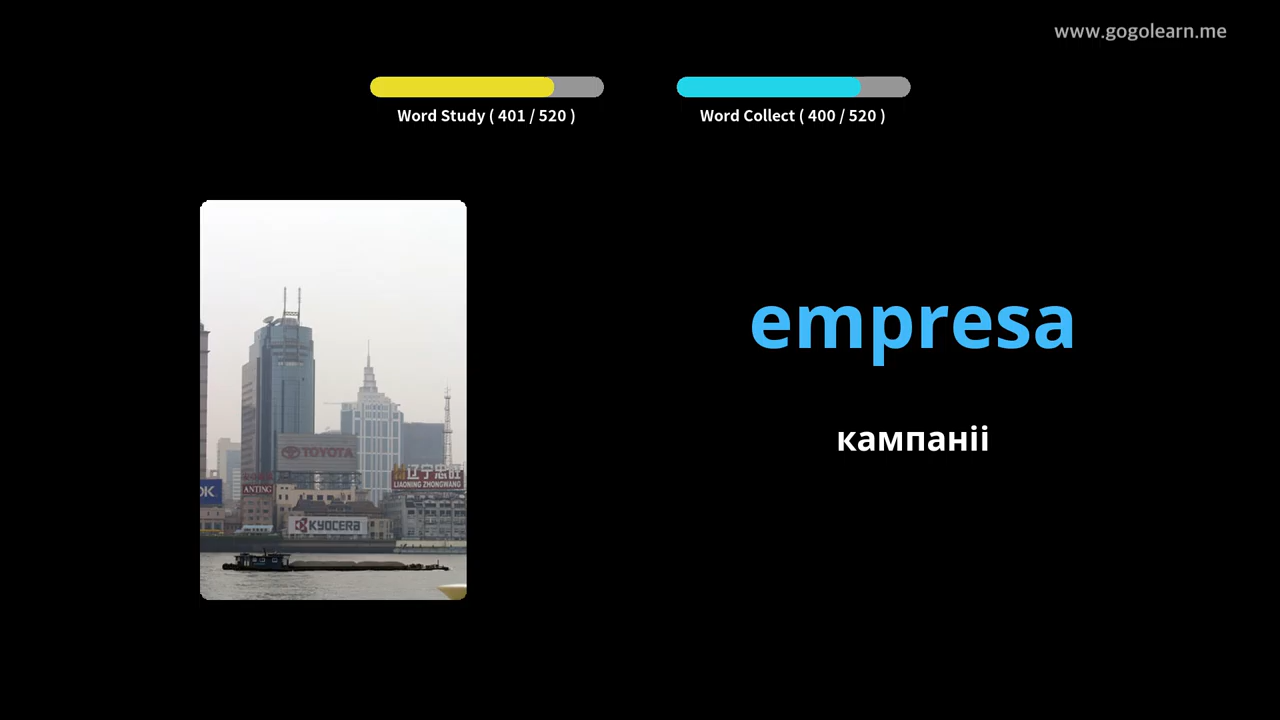 www.gogolearn.me
Word Study ( 401 / 520 )
Word Collect ( 400 / 520 )
empresa
кампаніі
TOYOTA
辽宁忠旺
LIAONING ZHONGWANG
ANTING
KYOCERA